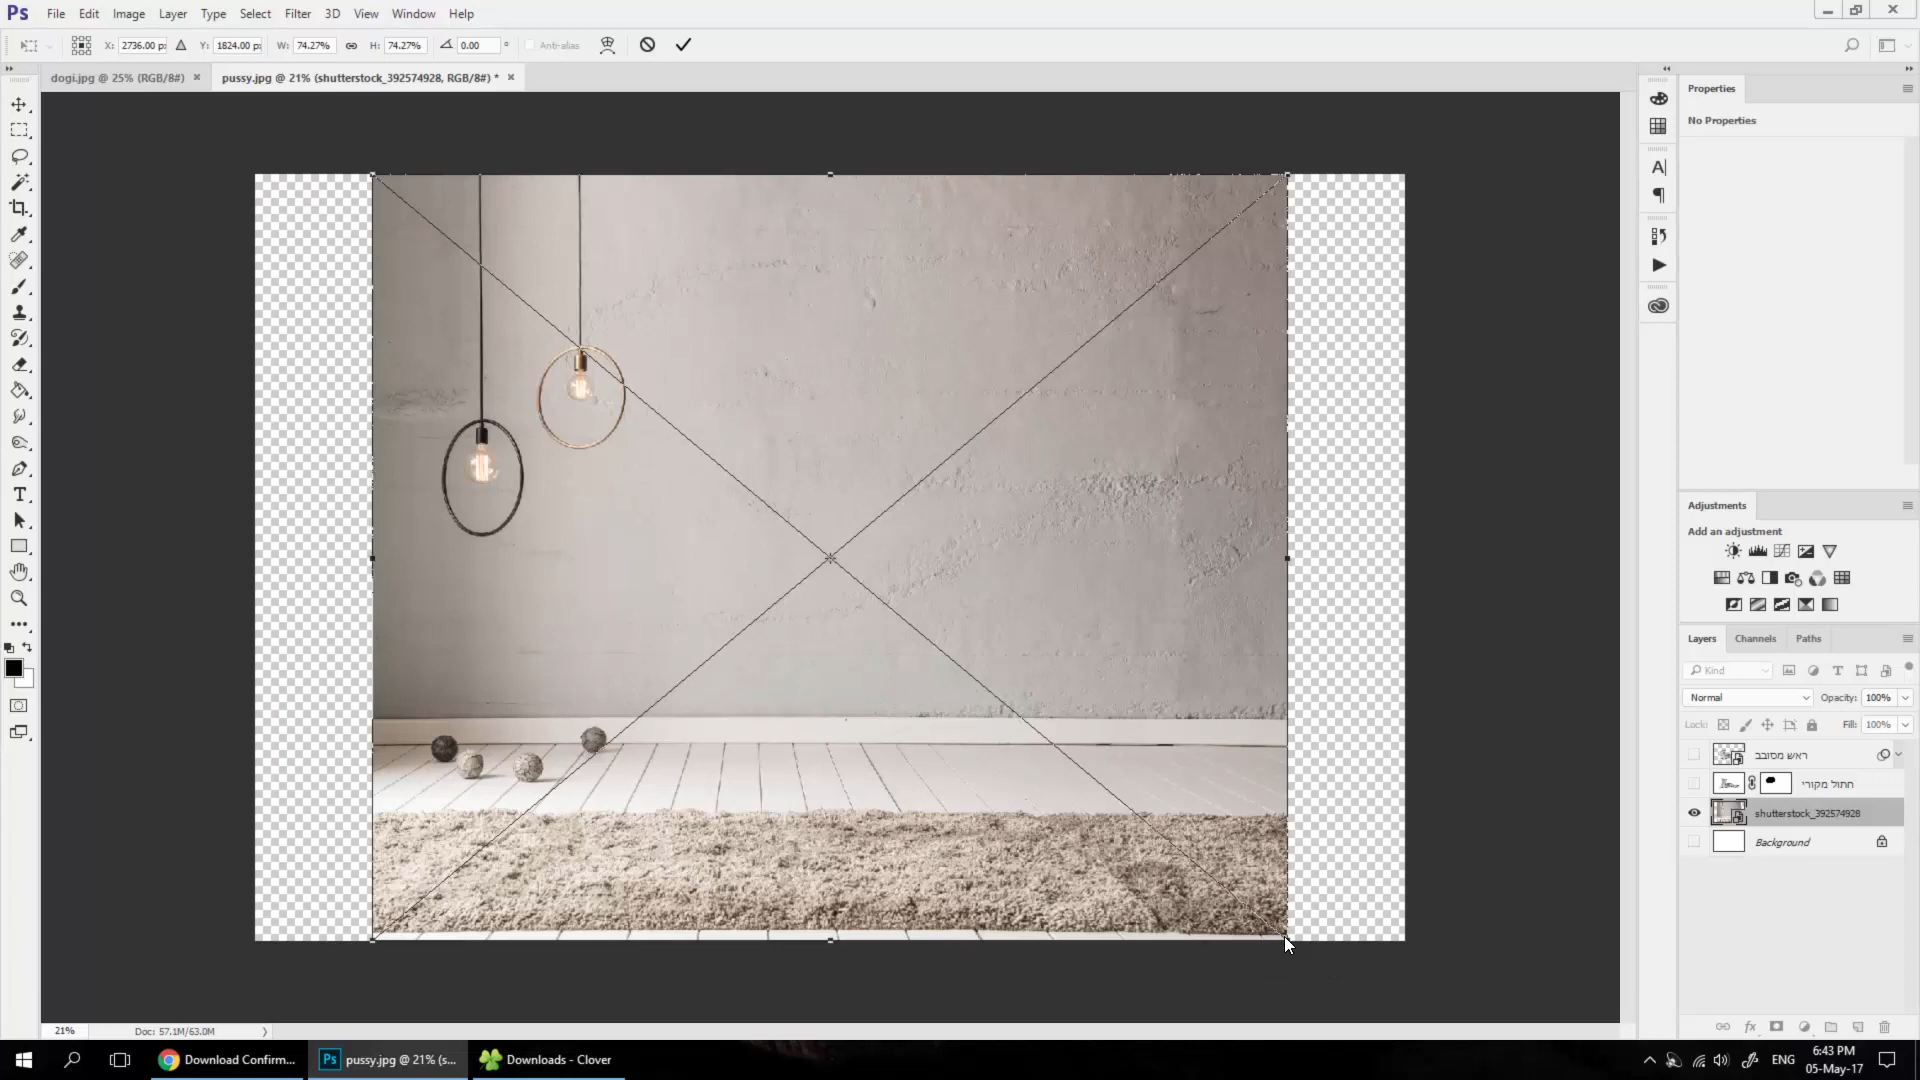 Ps File Edit Image Layer Type Select Filter 3D View Window Help
X: 2736.00 px Y: 1824.00 px W: 74.27% H: 74.27% 0.00 ° Anti-alias
dogi.jpg @ 25% (RGB/8#) × pussy.jpg @ 21% (shutterstock_392574928, RGB/8#) * ×
Properties
No Properties
Adjustments
Add an adjustment
Layers Channels Paths
Kind
Normal Opacity: 100%
Lock: Fill: 100%
ראש מסובב
חתול מקורי
shutterstock_392574928
Background
21% Doc: 57.1M/63.0M
Download Confirm... Ps pussy.jpg @ 21% (s... Downloads - Clover ENG 6:43 PM
05-May-17